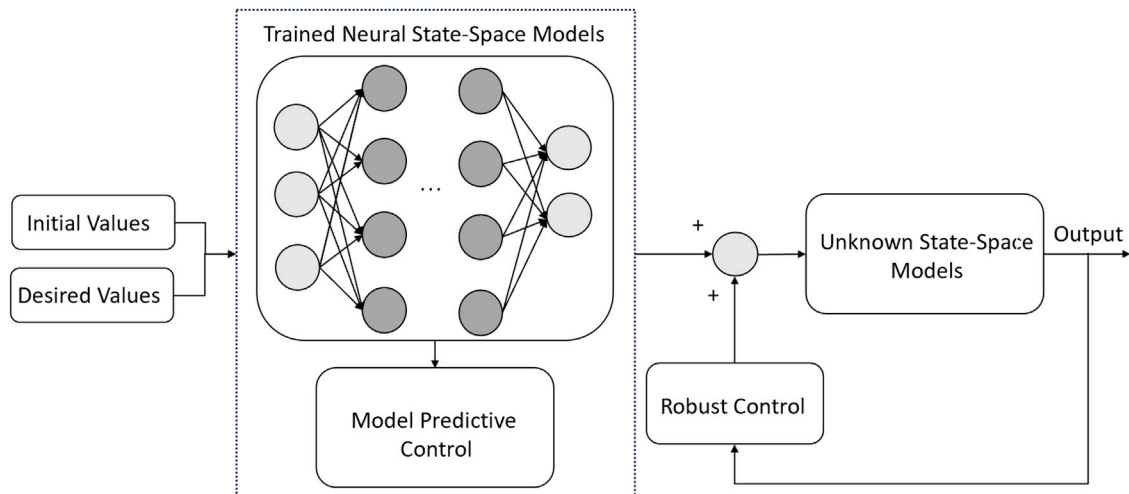 Trained Neural State-Space Models
...
Initial Values
Desired Values
Model Predictive
Control
+
+
Robust Control
Unknown State-Space
Models
Output